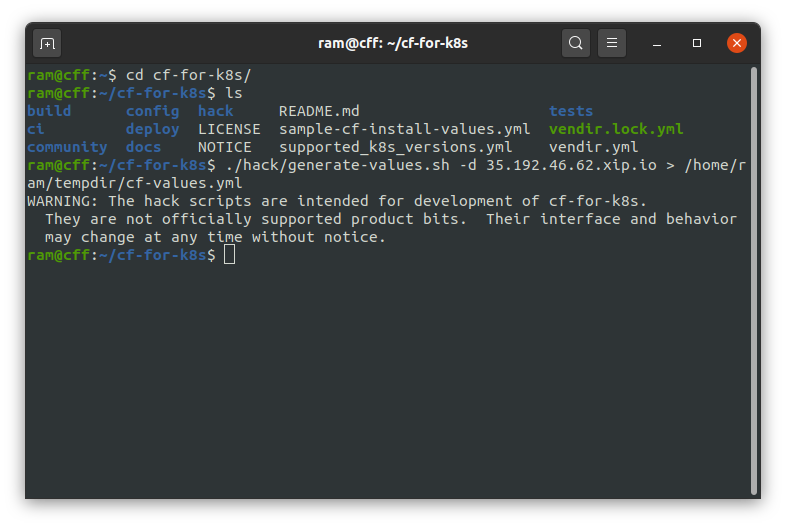 ram@cff: ~/cf-for-k8s
ram@cff:~$ cd cf-for-k8s/
ram@cff:~/cf-for-k8s$ ls
build      config  hack     README.md                     tests
ci         deploy  LICENSE  sample-cf-install-values.yml  vendir.lock.yml
community  docs    NOTICE   supported_k8s_versions.yml    vendir.yml
ram@cff:~/cf-for-k8s$ ./hack/generate-values.sh -d 35.192.46.62.xip.io > /home/r
am/tempdir/cf-values.yml
WARNING: The hack scripts are intended for development of cf-for-k8s.
  They are not officially supported product bits.  Their interface and behavior
  may change at any time without notice.
ram@cff:~/cf-for-k8s$